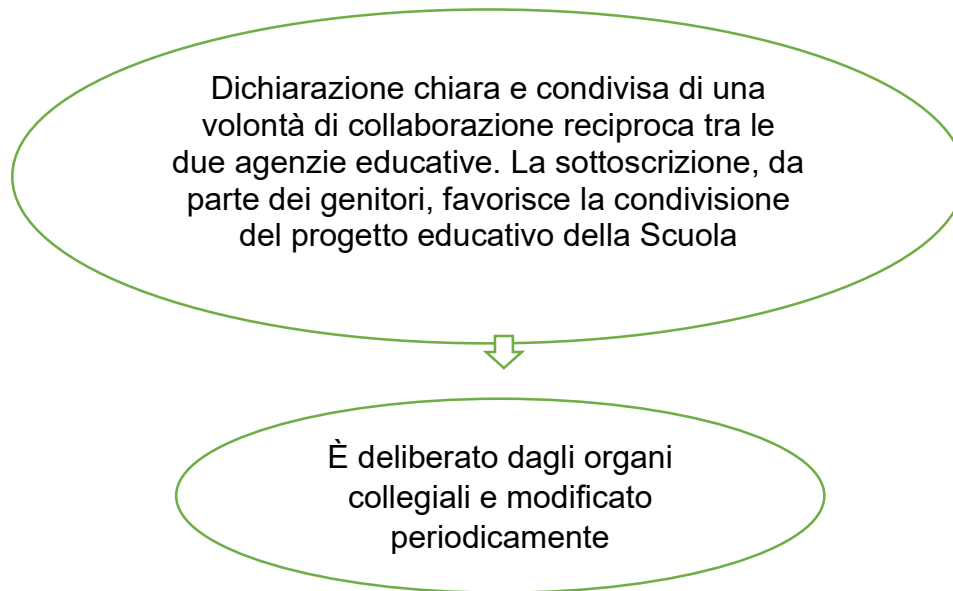 Dichiarazione chiara e condivisa di una
volontà di collaborazione reciproca tra le
due agenzie educative. La sottoscrizione, da
parte dei genitori, favorisce la condivisione
del progetto educativo della Scuola
È deliberato dagli organi
collegiali e modificato
periodicamente